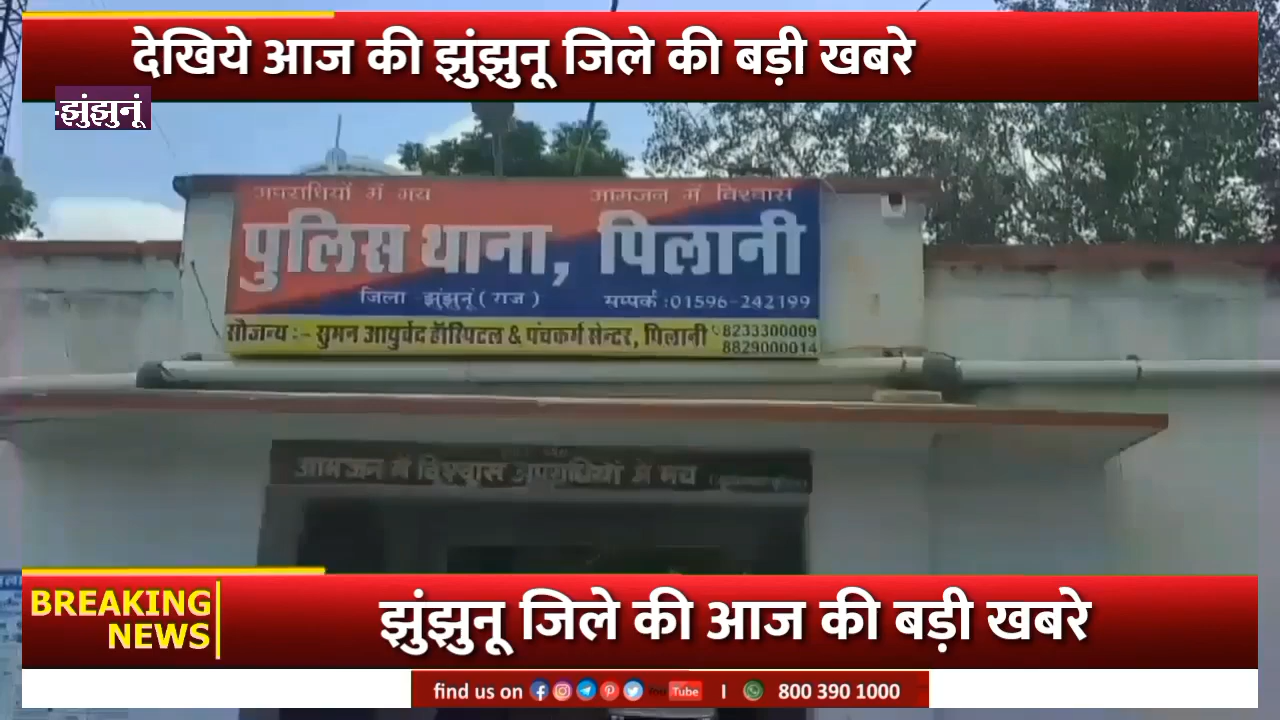 देखिये आज की झुंझुनू जिले की बड़ी खबरे
झुंझुनूं
अपराधियों में भय आमजन में विश्वास
पुलिस थाना, पिलानी
जिला झुंझुनूं ( राज ) सम्पर्क :01596-242199
सौजन्य :- सुमन आयुर्वेद हॉस्पिटल & पंचकर्म सेन्टर, पिलानी 8233300009
8829000014
आमजन में विश्वास अपराधियों में भय
BREAKING
NEWS
झुंझुनू जिले की आज की बड़ी खबरे
find us on You Tube I 800 390 1000